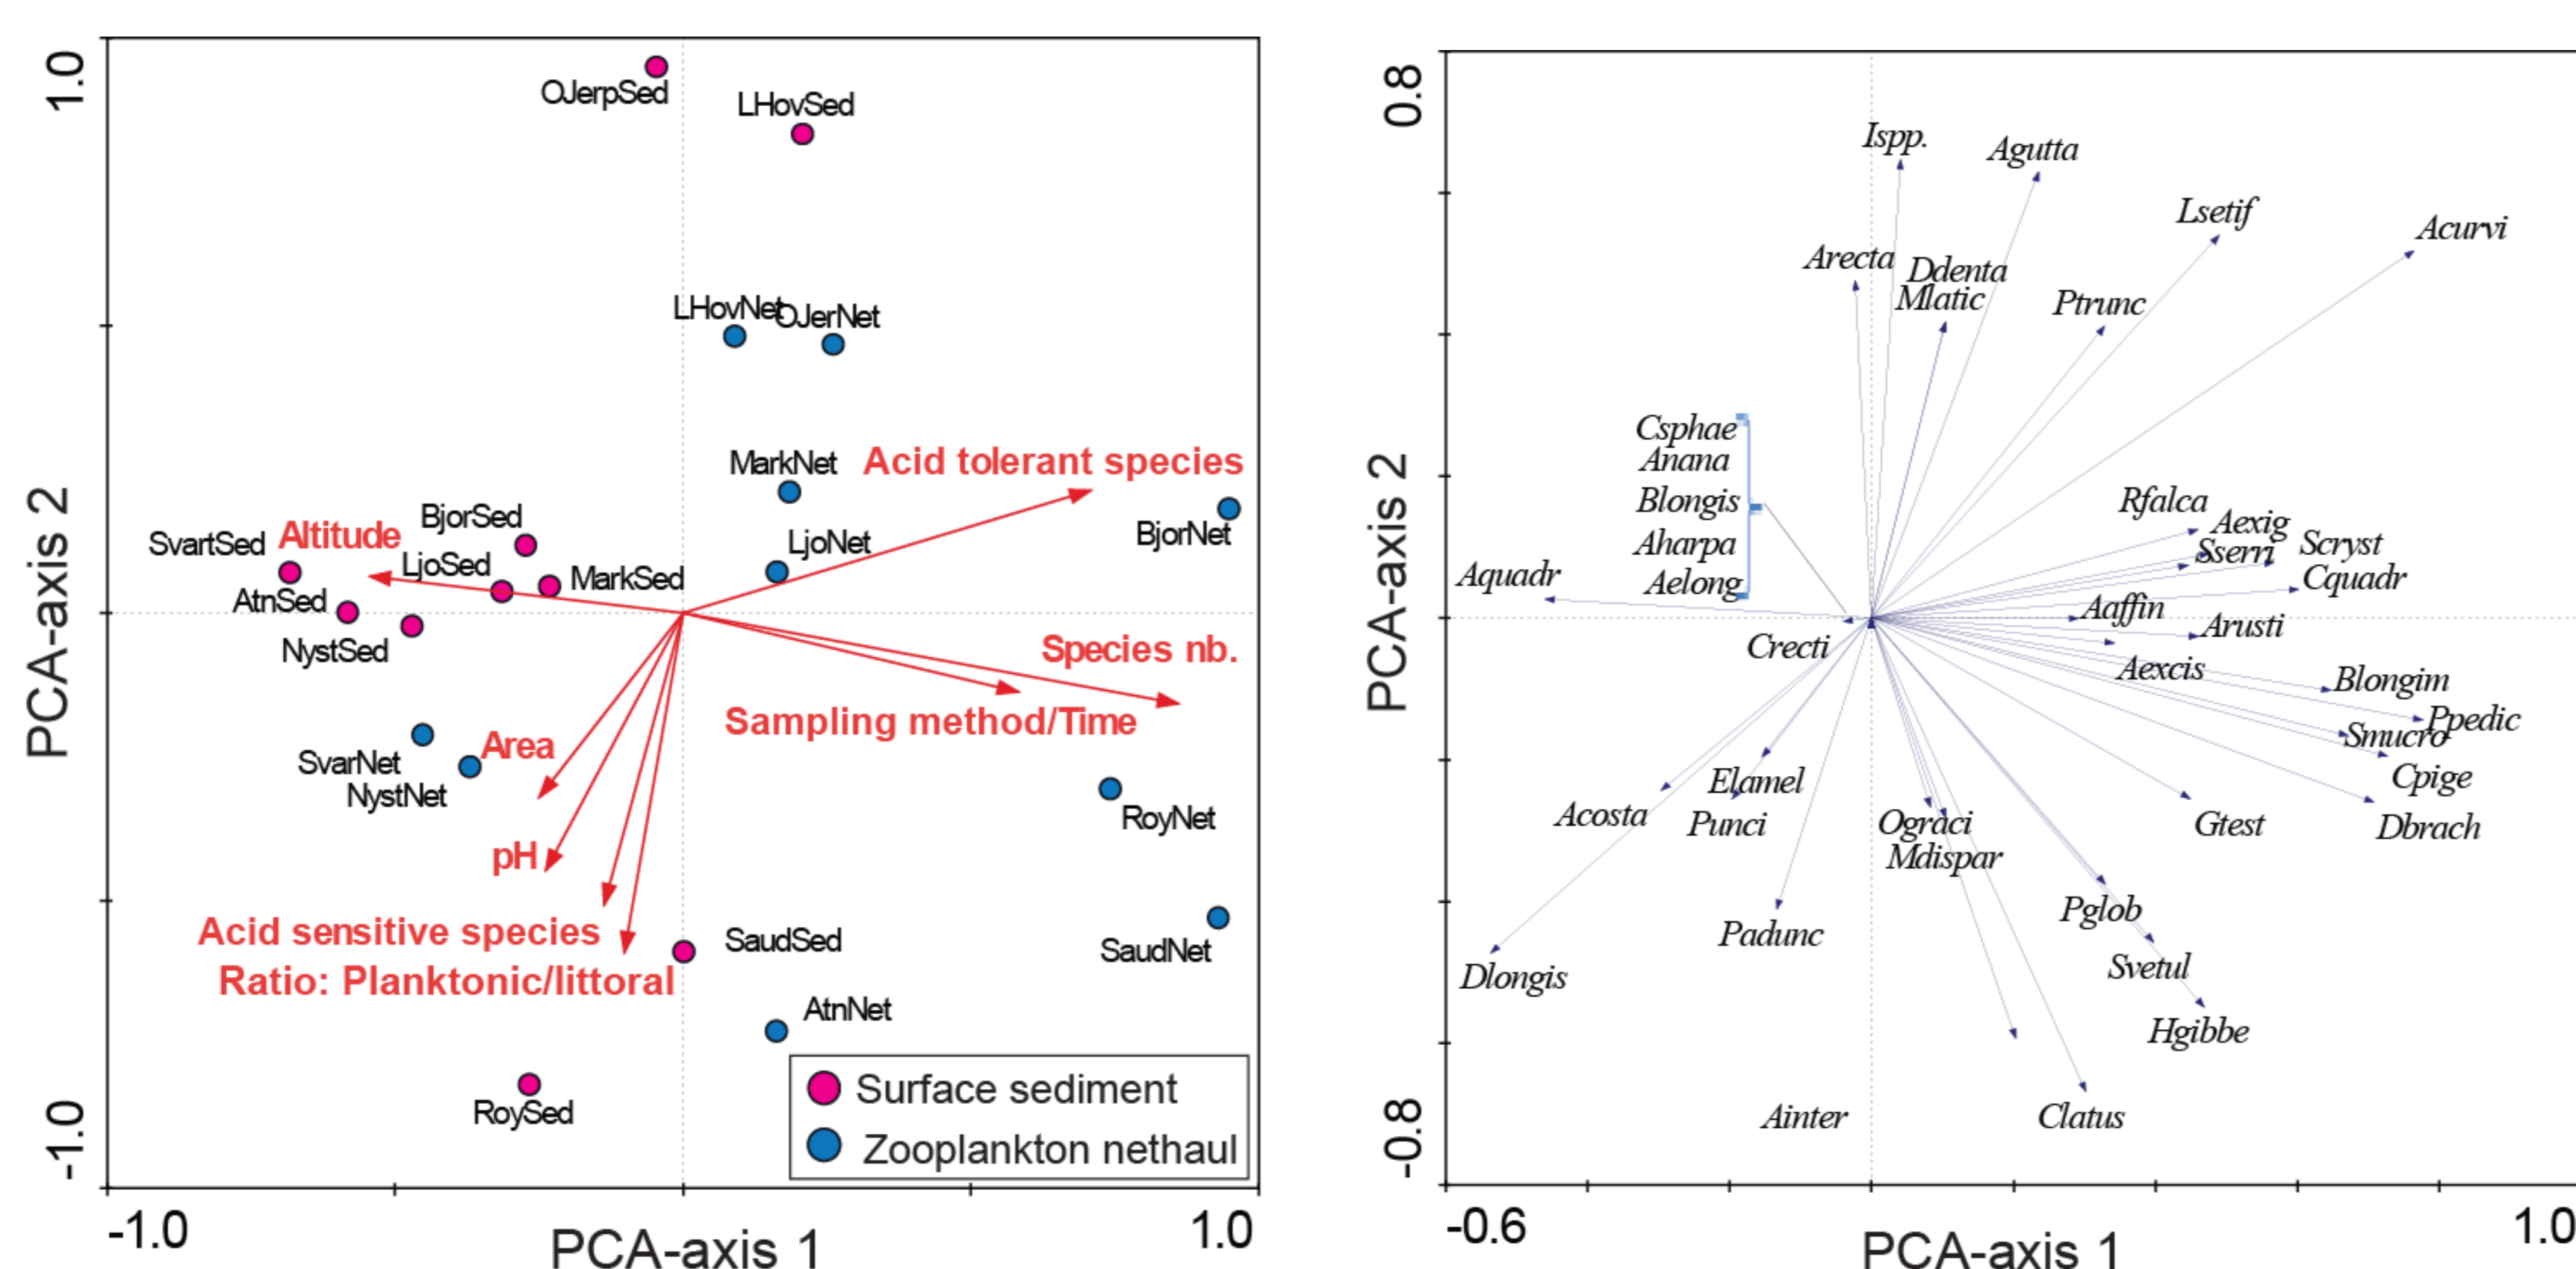 1.0
OJerpSed
LHovSed
LHovNet
OJerNet
MarkNet
Acid tolerant species
BjorSed
BjorNet
SvartSed
Altitude
LjoNet
LjoSed
MarkSed
AtnSed
NystSed
Species nb.
Sampling method/Time
Area
SvarNet
NystNet
RoyNet
pH
Acid sensitive species
SaudSed
SaudNet
Ratio: Planktonic/littoral
AtnNet
RoySed
Surface sediment
Zooplankton nethaul
PCA-axis 2
-1.0
-1.0
PCA-axis 1
1.0
0.8
Ispp.
Agutta
Lsetif
Acurvi
Arecta
Ddenta
Mlatic
Ptrunc
Csphae
Anana
Blongis
Aharpa
Aelong
Rfalca
Aexig
Sserri
Scryst
Aquadr
Cquadr
Aaffin
Arusti
Crecti
Aexcis
Blongim
Ppedic
Smucro
Elamel
Cpige
Acosta
Punci
Ograci
Gtest
Dbrach
Mdispar
Pglob
Padunc
Svetul
Dlongis
Hgibbe
Ainter
Clatus
PCA-axis 2
-0.8
-0.6
PCA-axis 1
1.0